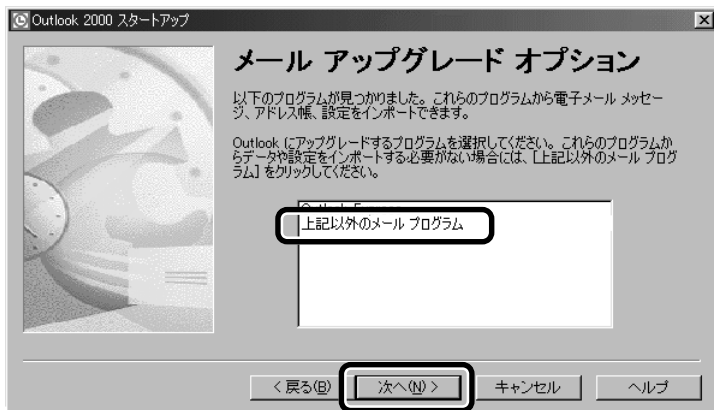 Outlook 2000 スタートアップ
メール アップグレード オプション
以下のプログラムが見つかりました。これらのプログラムから電子メール メッセー
ジ、アドレス帳、設定をインポートできます。
Outlook にアップグレードするプログラムを選択してください。これらのプログラムか
らデータや設定をインポートする必要がない場合には、[上記以外のメール プログ
ラム] をクリックしてください。
上記以外のメール プログラム
< 戻る(B)
次へ(N) >
キャンセル
ヘルプ